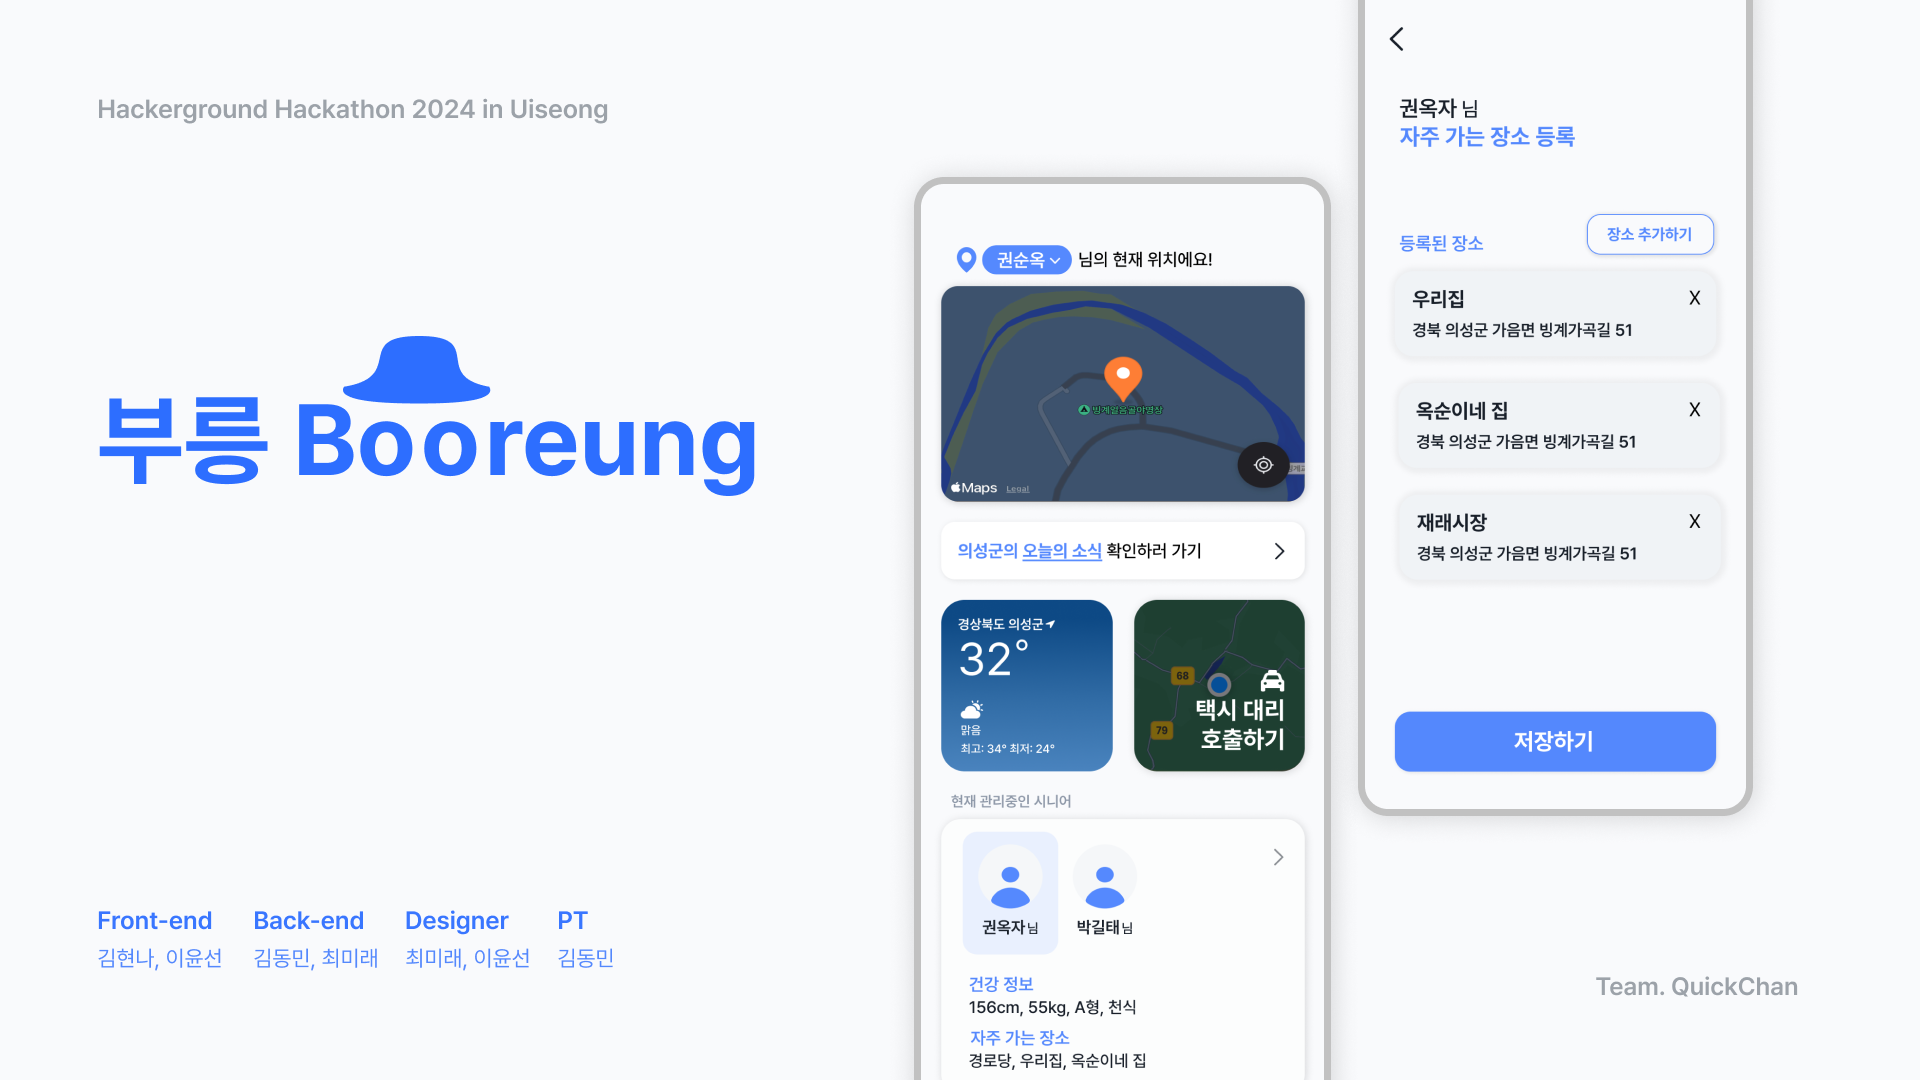 Hackerground Hackathon 2024 in Uiseong
부릉 Booreung
Front-end
김현나, 이윤선
Back-end
김동민, 최미래
Designer
최미래, 이윤선
PT
김동민
권순옥 님의 현재 위치에요!
빙계얼음골야영장
Maps Legal
의성군의 오늘의 소식 확인하러 가기
경상북도 의성군
32°
맑음
최고: 34° 최저: 24°
68
79
택시 대리
호출하기
현재 관리중인 시니어
권옥자님
박길태님
건강 정보
156cm, 55kg, A형, 천식
자주 가는 장소
경로당, 우리집, 옥순이네 집
권옥자 님
자주 가는 장소 등록
등록된 장소
장소 추가하기
우리집 X
경북 의성군 가음면 빙계가곡길 51
옥순이네 집 X
경북 의성군 가음면 빙계가곡길 51
재래시장 X
경북 의성군 가음면 빙계가곡길 51
저장하기
Team. QuickChan